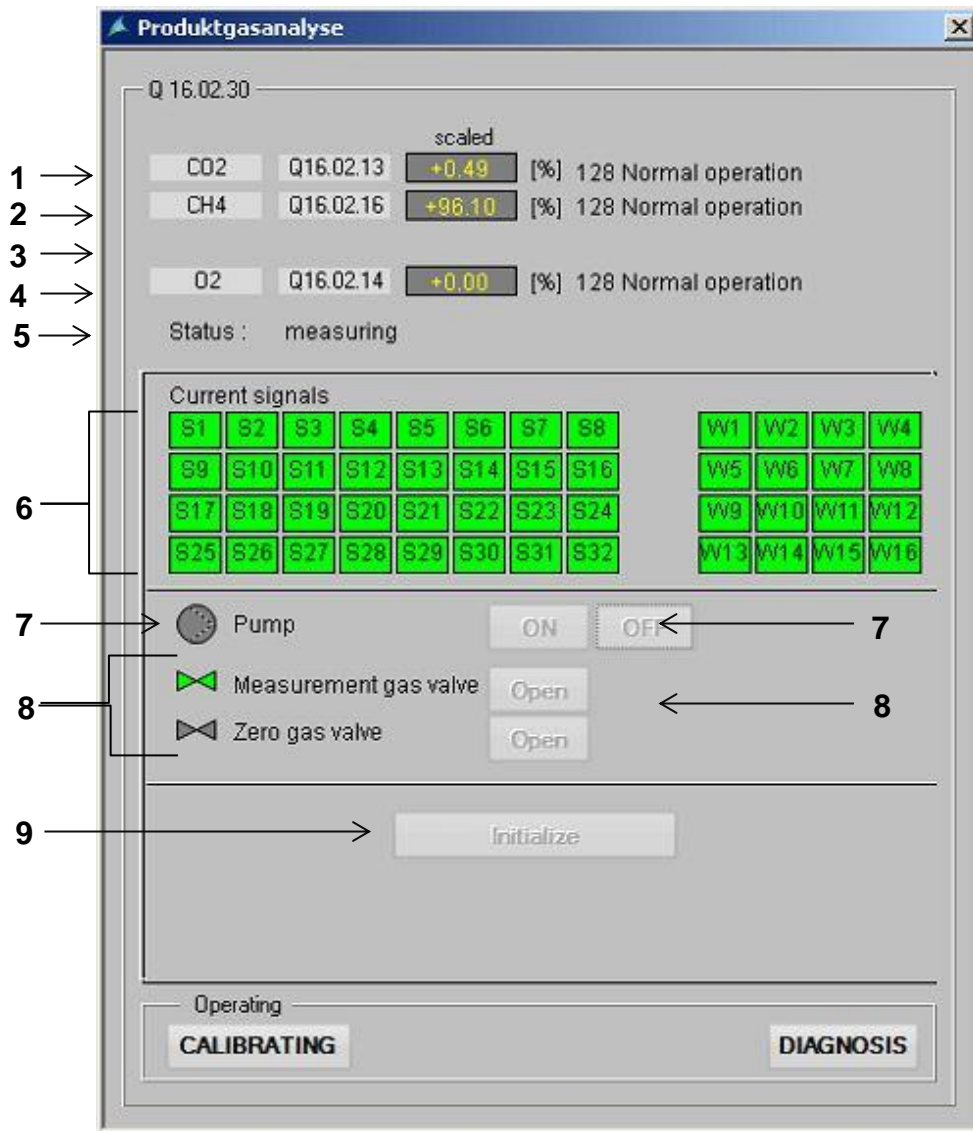 Produktgasanalyse
Q 16.02.30
scaled
1 CO2 Q16.02.13 +0.49 [%] 128 Normal operation
2 CH4 Q16.02.16 +96.10 [%] 128 Normal operation
3
4 O2 Q16.02.14 +0.00 [%] 128 Normal operation
5 Status : measuring
Current signals
S1 S2 S3 S4 S5 S6 S7 S8 W1 W2 W3 W4
S9 S10 S11 S12 S13 S14 S15 S16 W5 W6 W7 W8
6 S17 S18 S19 S20 S21 S22 S23 S24 W9 W10 W11 W12
S25 S26 S27 S28 S29 S30 S31 S32 W13 W14 W15 W16
7 Pump ON OFF 7
Measurement gas valve Open
8 8
Zero gas valve Open
9 Initialize
Operating
CALIBRATING DIAGNOSIS